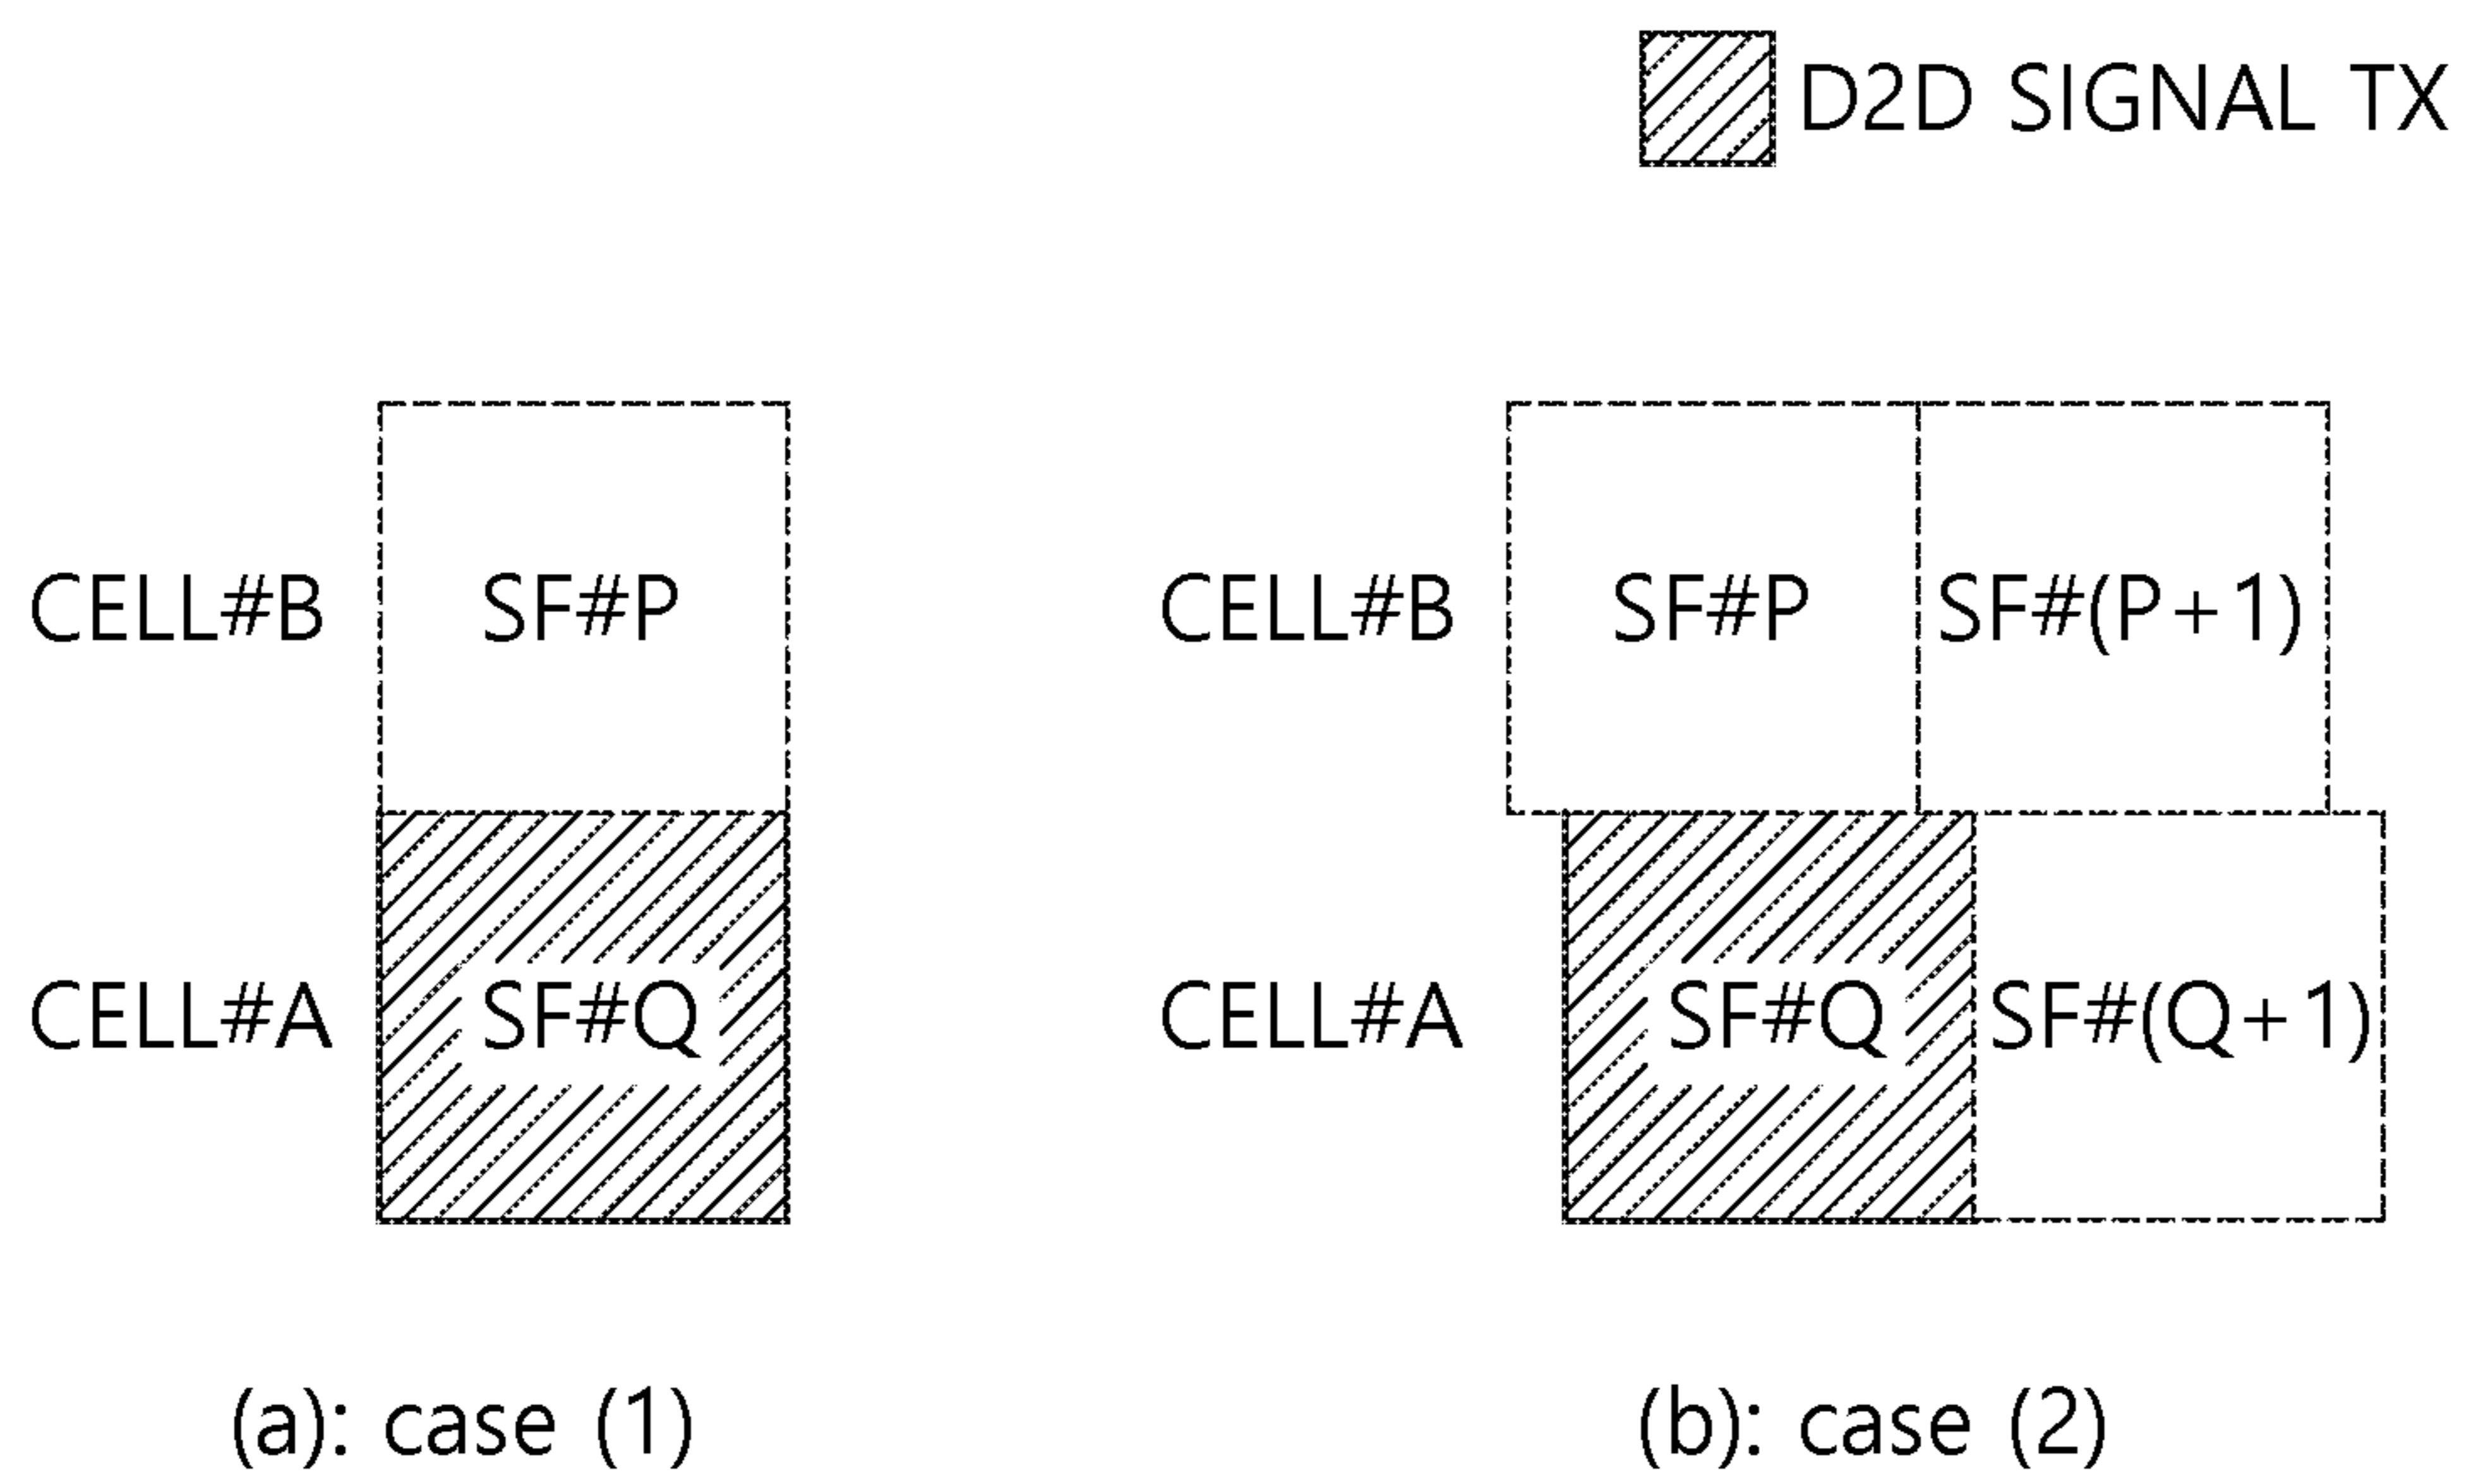 D2D SIGNAL TX
CELL#B SF#P
CELL#A SF#Q
(a): case (1)
CELL#B SF#P SF#(P+1)
CELL#A SF#Q SF#(Q+1)
(b): case (2)